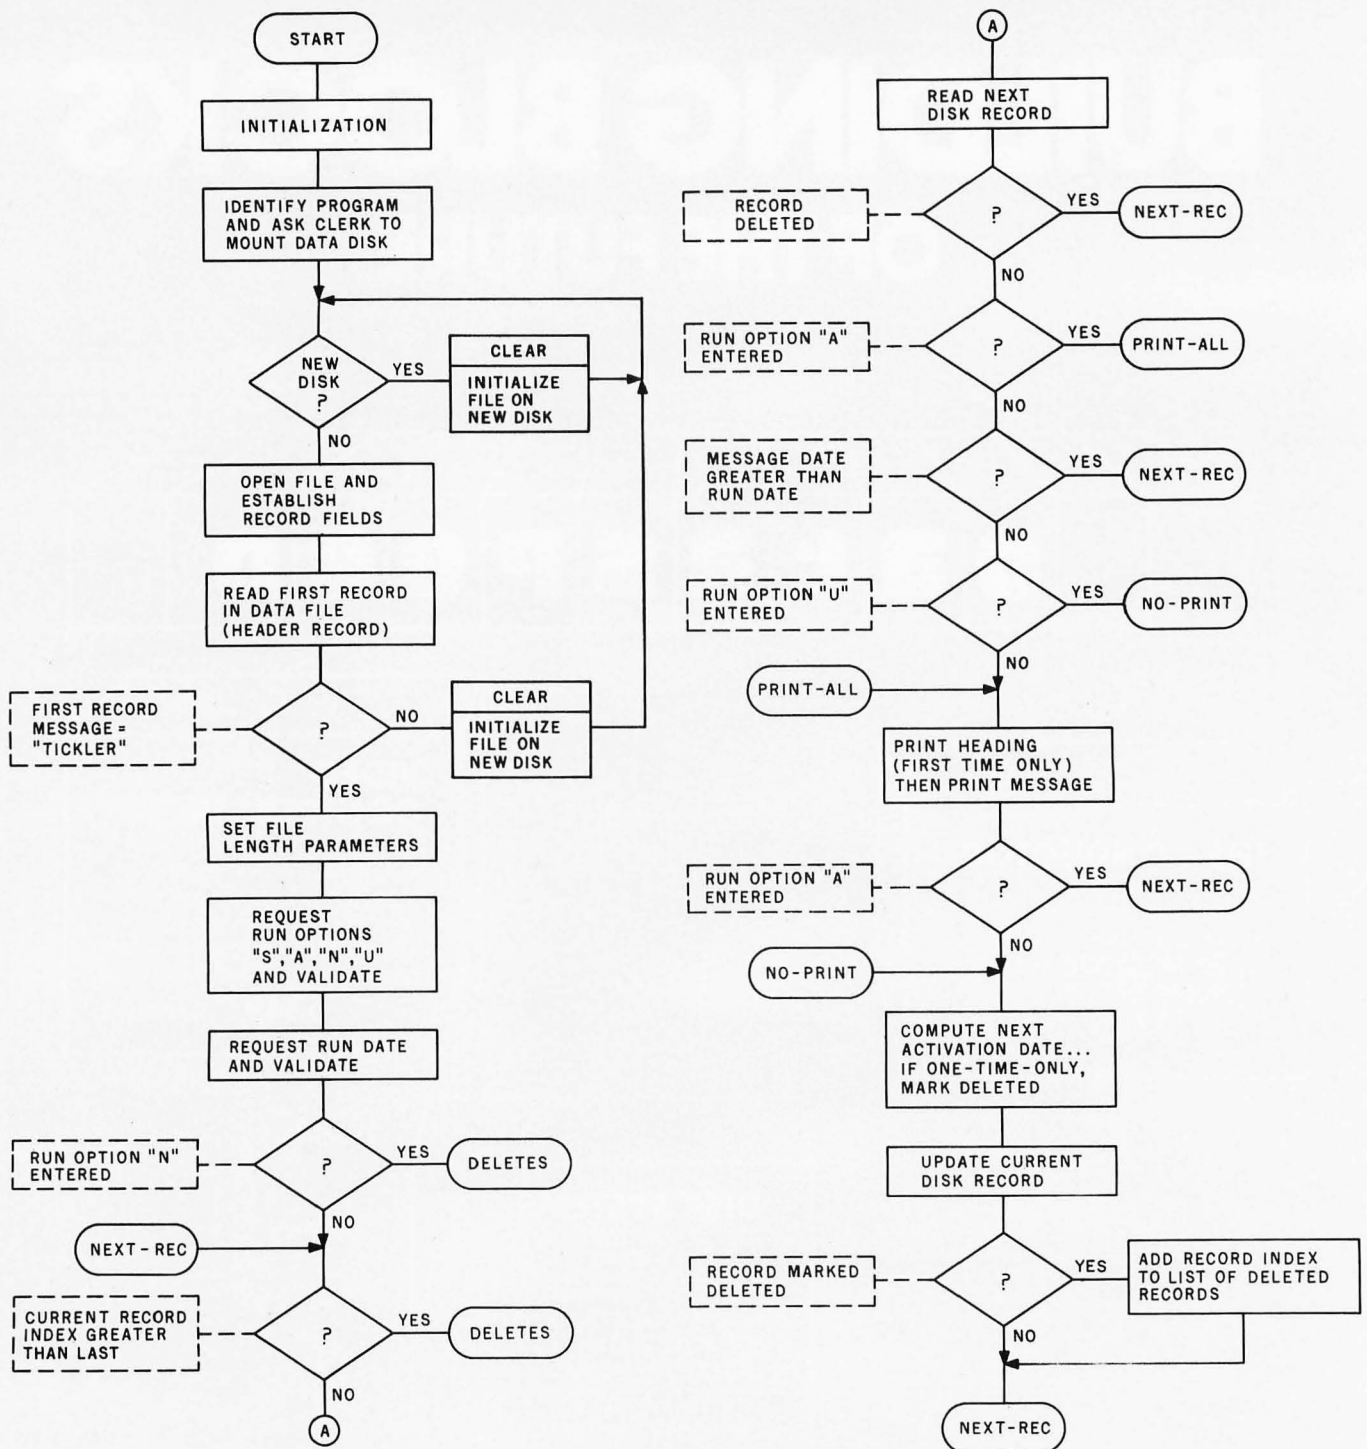 START
INITIALIZATION
IDENTIFY PROGRAM
AND ASK CLERK TO
MOUNT DATA DISK
NEW
DISK
?
YES
CLEAR
INITIALIZE
FILE ON
NEW DISK
NO
OPEN FILE AND
ESTABLISH
RECORD FIELDS
READ FIRST RECORD
IN DATA FILE
(HEADER RECORD)
FIRST RECORD
MESSAGE =
"TICKLER"
?
NO
CLEAR
INITIALIZE
FILE ON
NEW DISK
YES
SET FILE
LENGTH PARAMETERS
REQUEST
RUN OPTIONS
"S","A","N","U"
AND VALIDATE
REQUEST RUN DATE
AND VALIDATE
RUN OPTION "N"
ENTERED
?
YES
DELETES
NO
NEXT-REC
CURRENT RECORD
INDEX GREATER
THAN LAST
?
YES
DELETES
NO
A
A
READ NEXT
DISK RECORD
RECORD
DELETED
?
YES
NEXT-REC
NO
RUN OPTION "A"
ENTERED
?
YES
PRINT-ALL
NO
MESSAGE DATE
GREATER THAN
RUN DATE
?
YES
NEXT-REC
NO
RUN OPTION "U"
ENTERED
?
YES
NO-PRINT
NO
PRINT-ALL
PRINT HEADING
(FIRST TIME ONLY)
THEN PRINT MESSAGE
RUN OPTION "A"
ENTERED
?
YES
NEXT-REC
NO
NO-PRINT
COMPUTE NEXT
ACTIVATION DATE...
IF ONE-TIME-ONLY,
MARK DELETED
UPDATE CURRENT
DISK RECORD
RECORD MARKED
DELETED
?
YES
ADD RECORD INDEX
TO LIST OF DELETED
RECORDS
NO
NEXT-REC